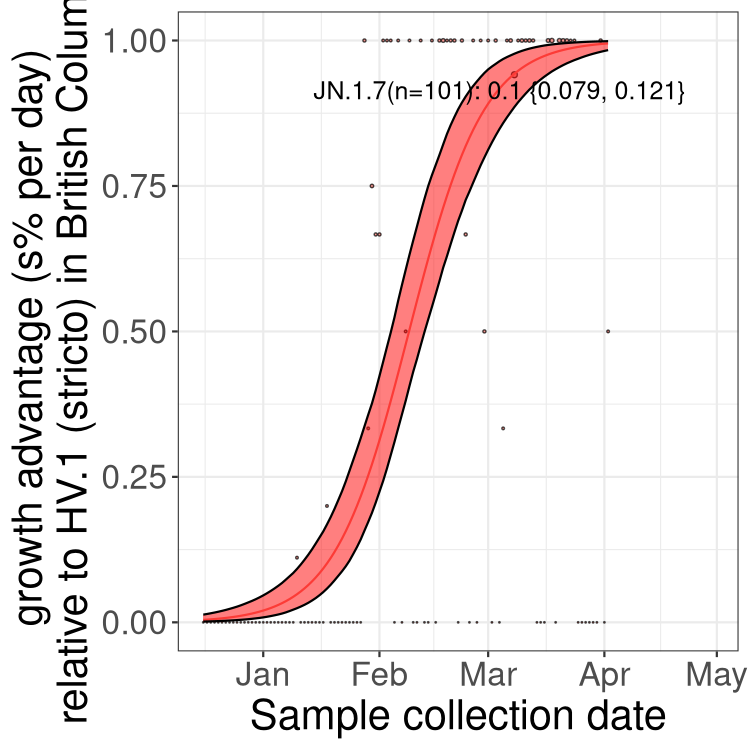 growth advantage (s% per day)
relative to HV.1 (stricto) in British Colum
1.00
0.75
0.50
0.25
0.00
JN.1.7(n=101): 0.1 {0.079, 0.121}
Jan Feb Mar Apr May
Sample collection date